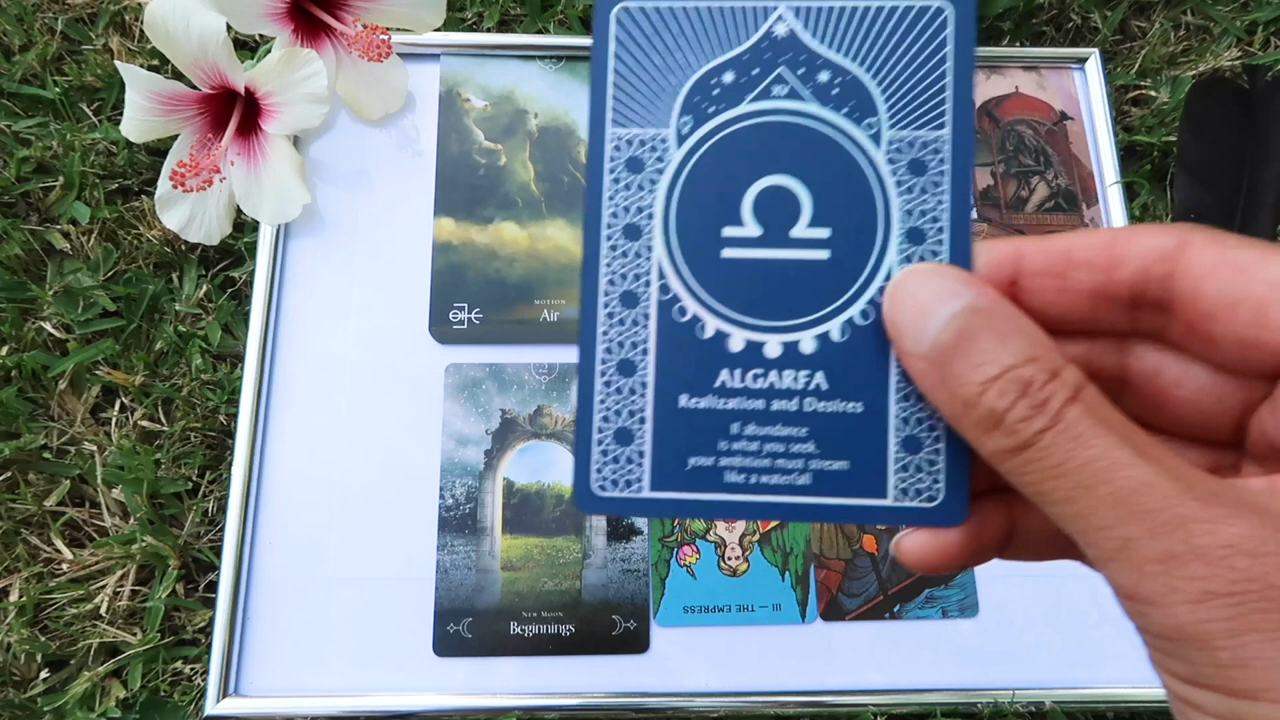 XV
ALGARFA
Realization and Desires
If abundance
is what you seek,
your ambition must stream
like a waterfall
MOTION
Air
NEW MOON
Beginnings
III — THE EMPRESS